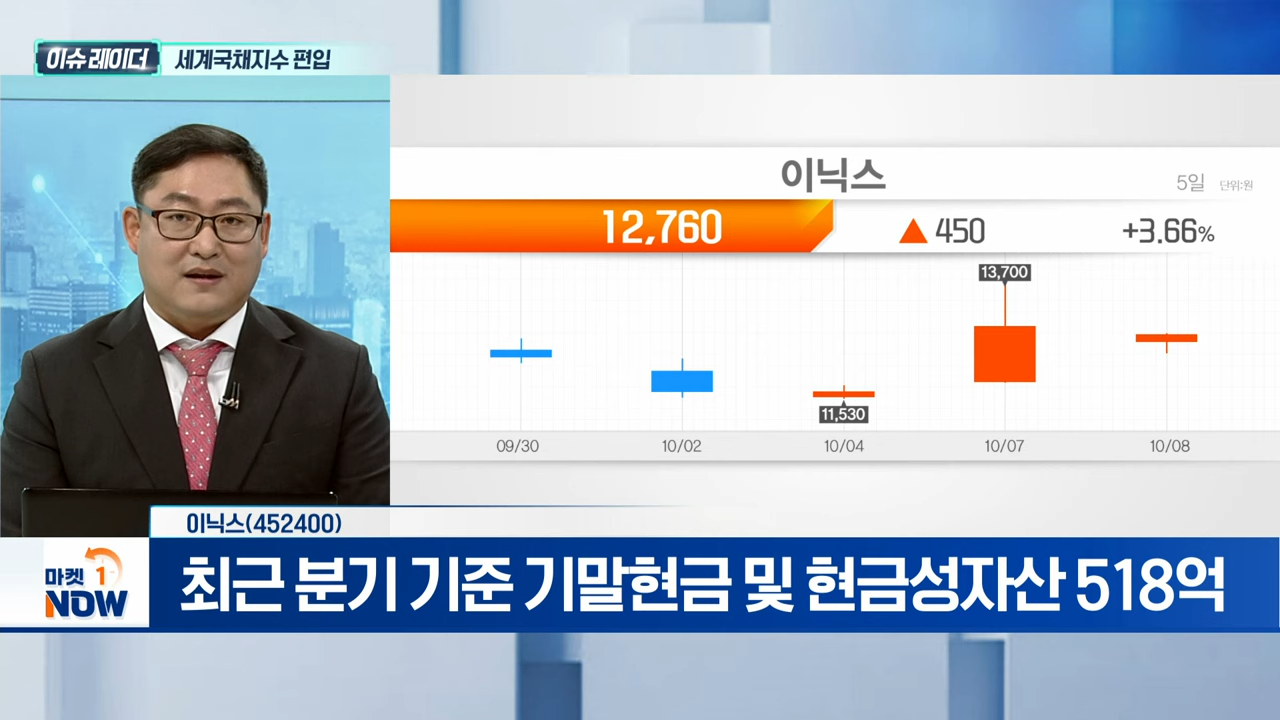 이슈 레이더 세계국채지수 편입
이닉스
5일 단위:원
12,760 ▲ 450 +3.66%
13,700
11,530
09/30 10/02 10/04 10/07 10/08
이닉스(452400)
마켓 1
NOW
최근 분기 기준 기말현금 및 현금성자산 518억